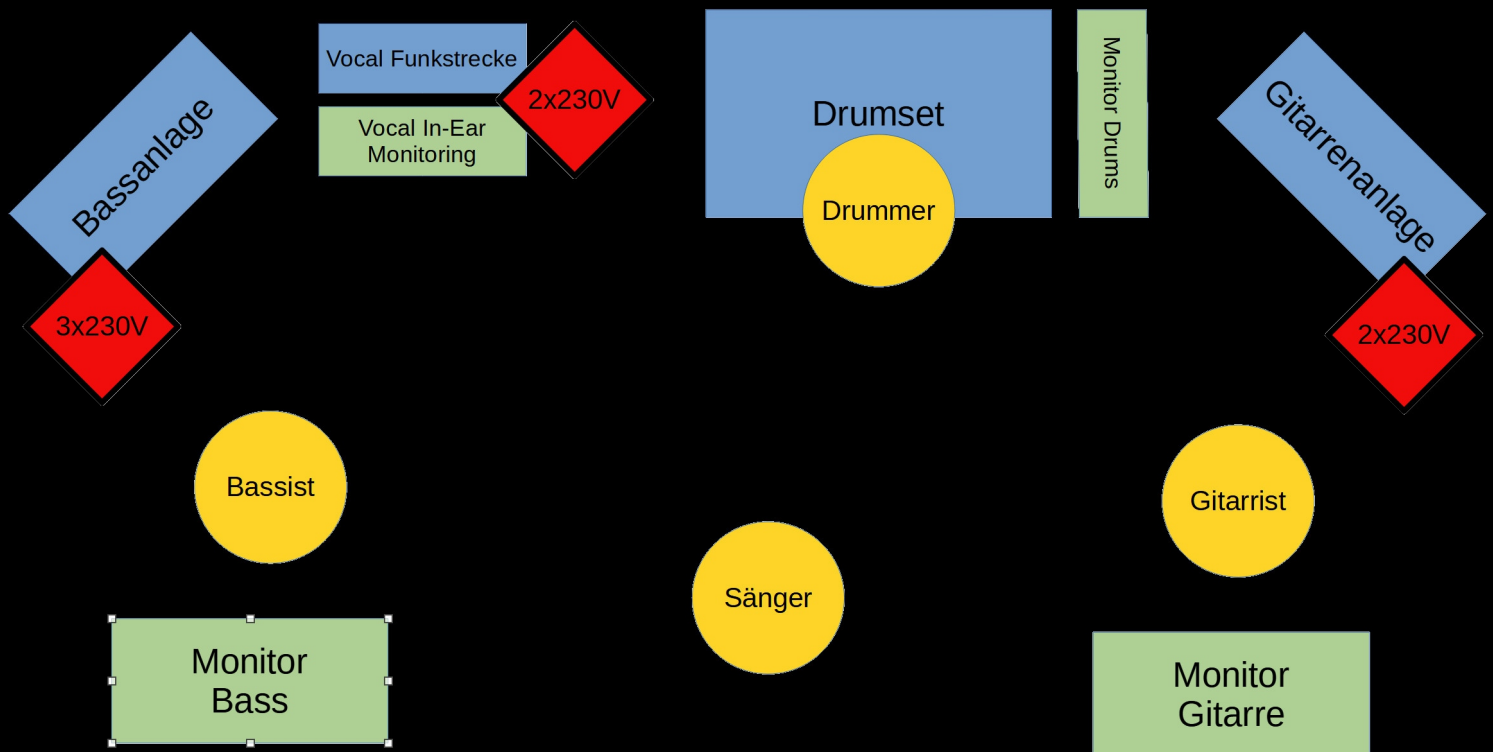 Vocal Funkstrecke
2x230V
Vocal In-Ear
Monitoring
Bassanlage
3x230V
Drumset
Drummer
Monitor Drums
Gitarrenanlage
2x230V
Bassist
Sänger
Gitarrist
Monitor
Bass
Monitor
Gitarre